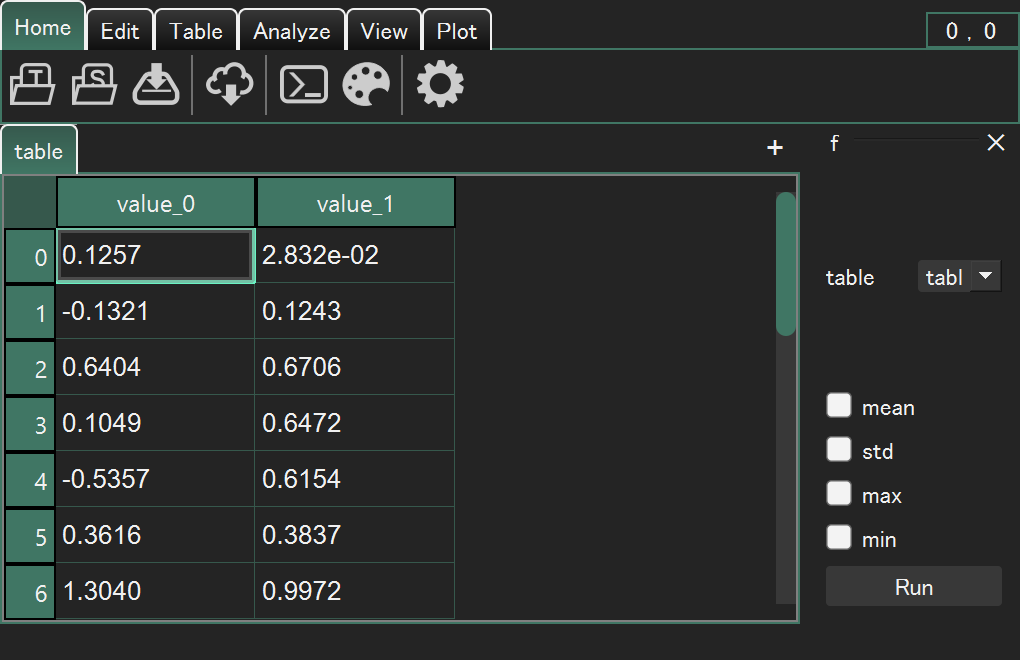 Home Edit Table Analyze View Plot 0 , 0
T S
table + f
value_0 value_1
0 0.1257 2.832e-02
1 -0.1321 0.1243
table tabl
2 0.6404 0.6706
3 0.1049 0.6472
mean
std
4 -0.5357 0.6154
max
5 0.3616 0.3837
min
6 1.3040 0.9972
Run